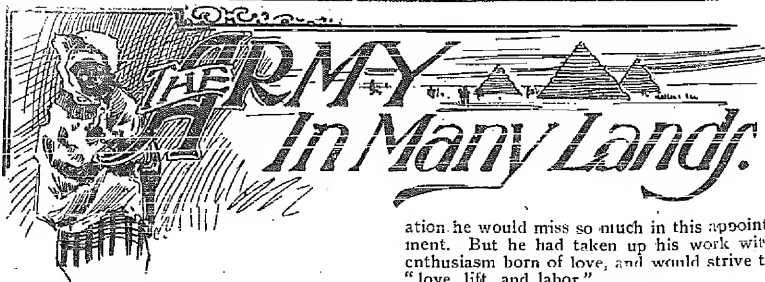 THE ARMY
In Many Lands.
ation he would miss so much in this appoint
ment. But he had taken up his work with
enthusiasm born of love, and would strive t
"love, lift, and labor."